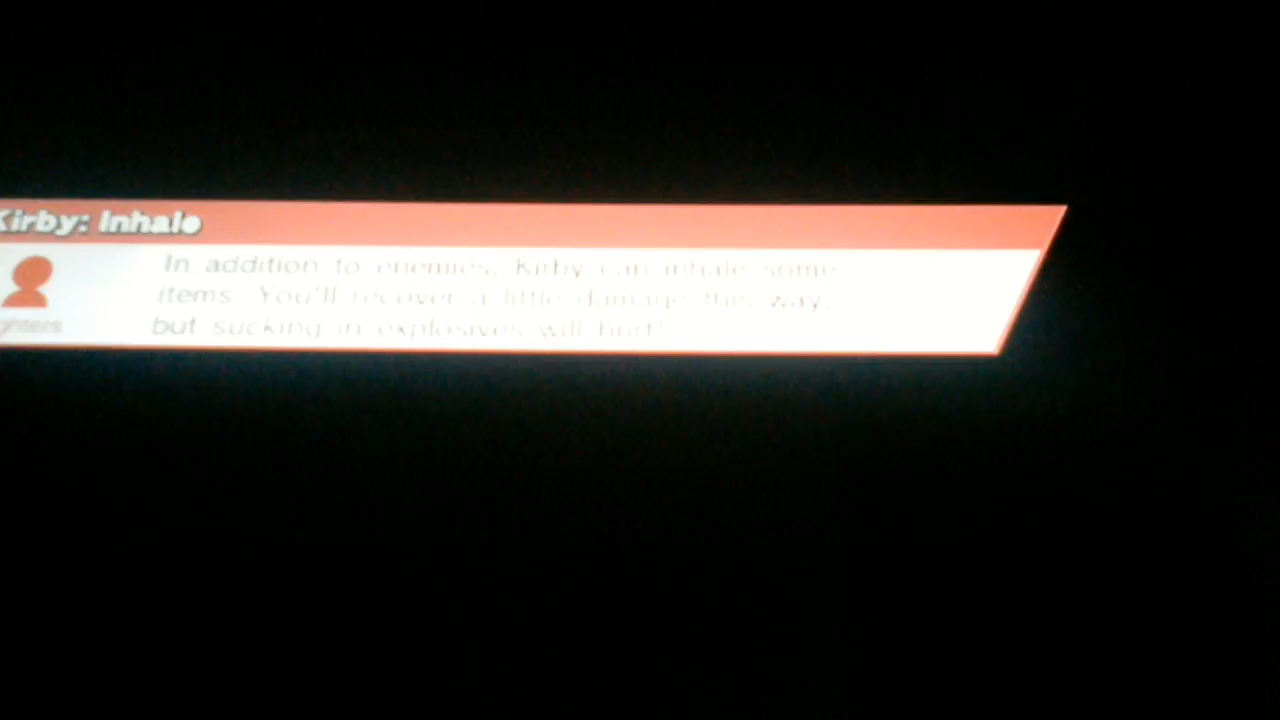 Kirby: Inhale
In addition to enemies, Kirby can inhale some
items. You'll recover a little damage this way,
but sucking in explosives will hurt!
ghters